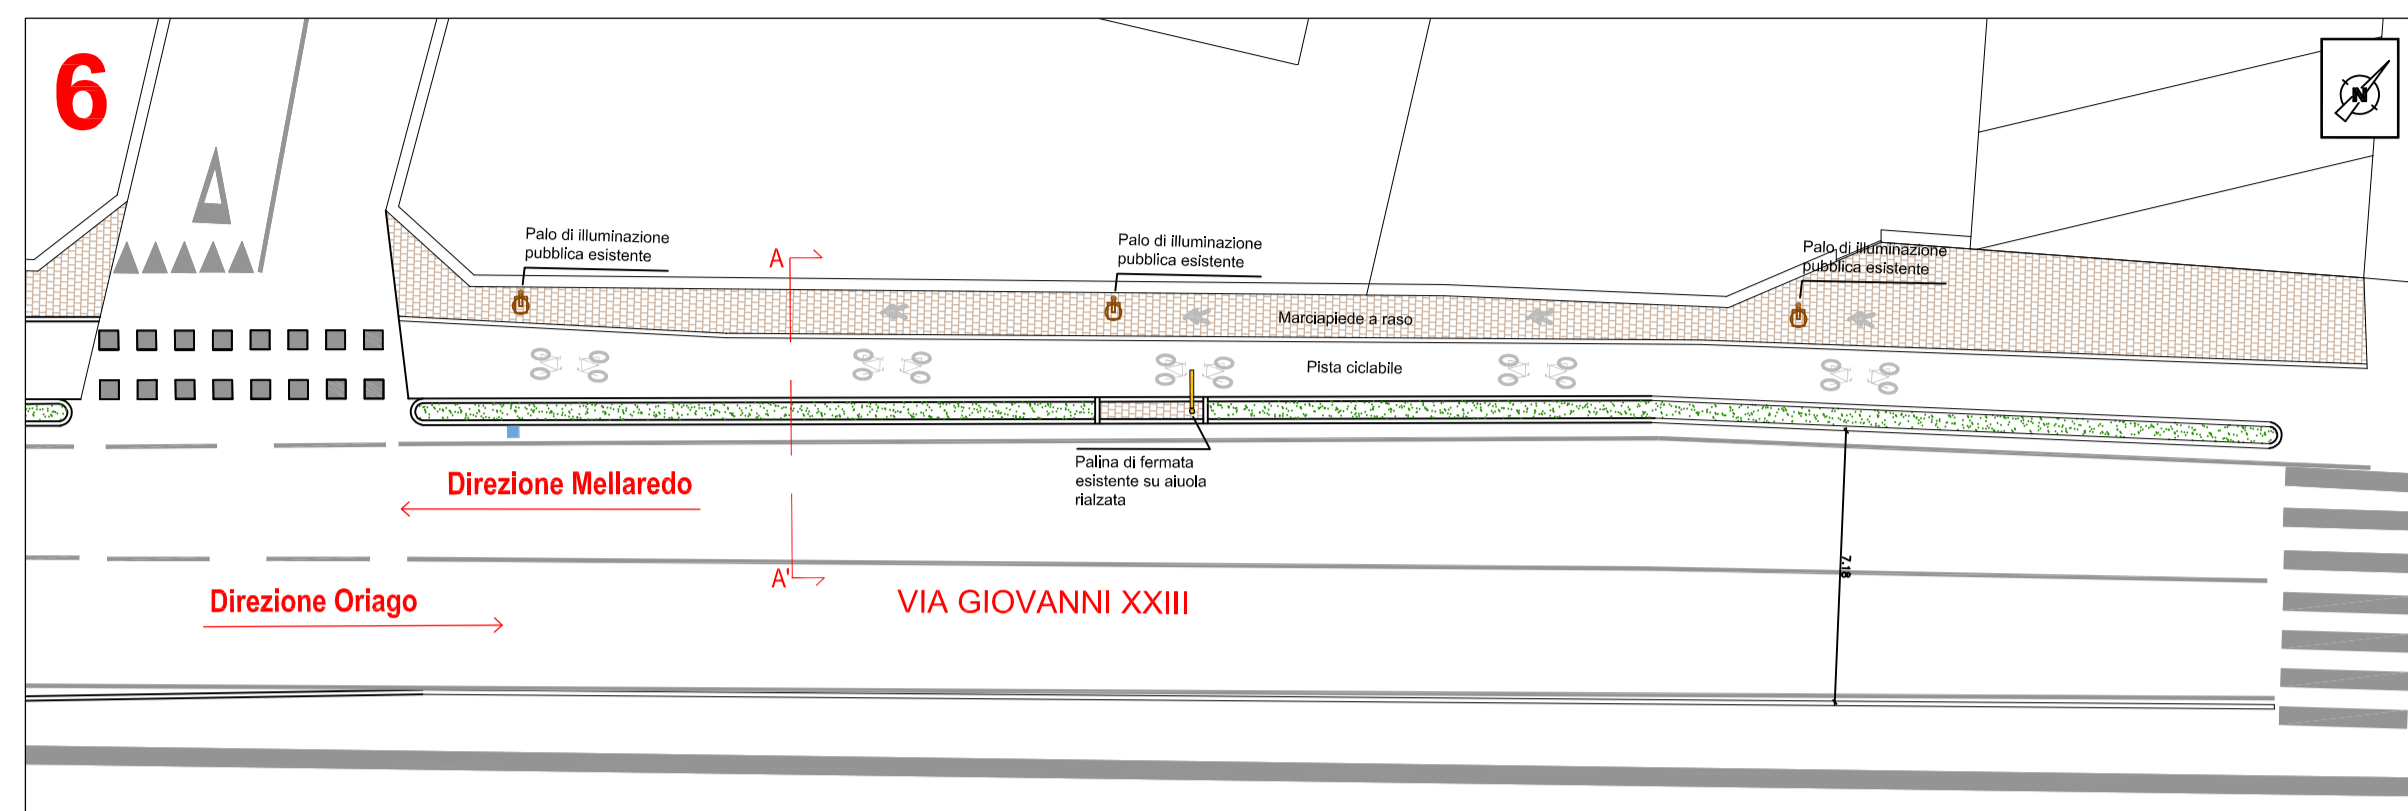 6
N
Palo di illuminazione
pubblica esistente
Palo di illuminazione
pubblica esistente
Palo di illuminazione
pubblica esistente
A
Marciapiede a raso
Pista ciclabile
Palina di fermata
esistente su aiuola
rialzata
Direzione Mellaredo
A'
7.18
Direzione Oriago
VIA GIOVANNI XXIII